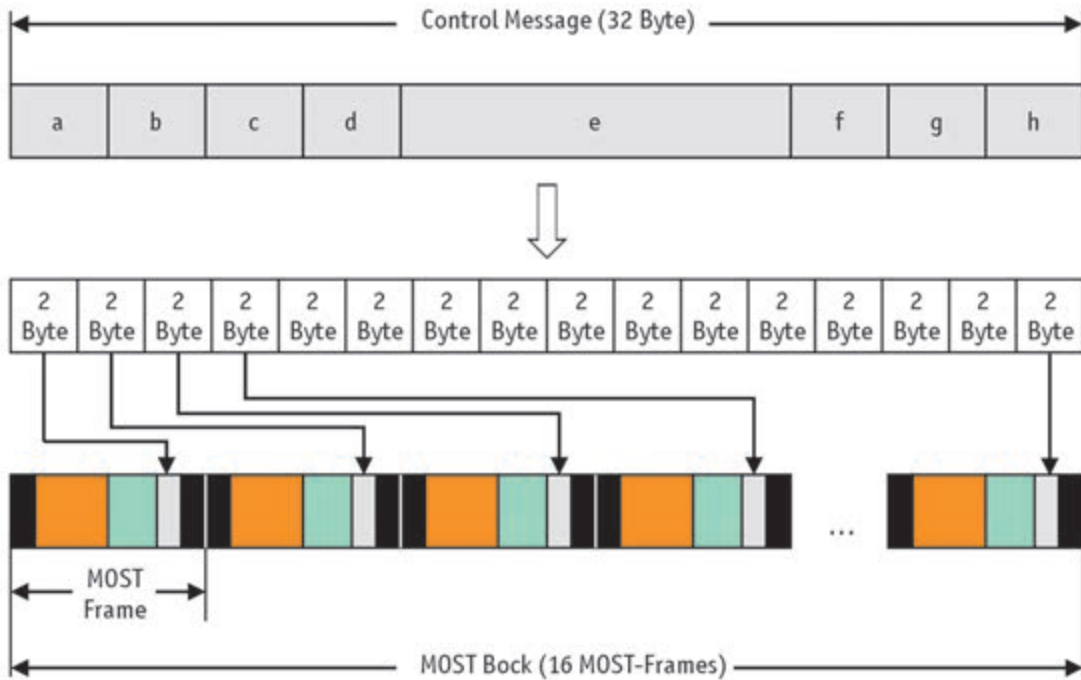 Control Message (32 Byte)
a b c d e f g h
2 2 2 2 2 2 2 2 2 2 2 2 2 2 2 2
Byte Byte Byte Byte Byte Byte Byte Byte Byte Byte Byte Byte Byte Byte Byte Byte
...
MOST
Frame
MOST Bock (16 MOST-Frames)